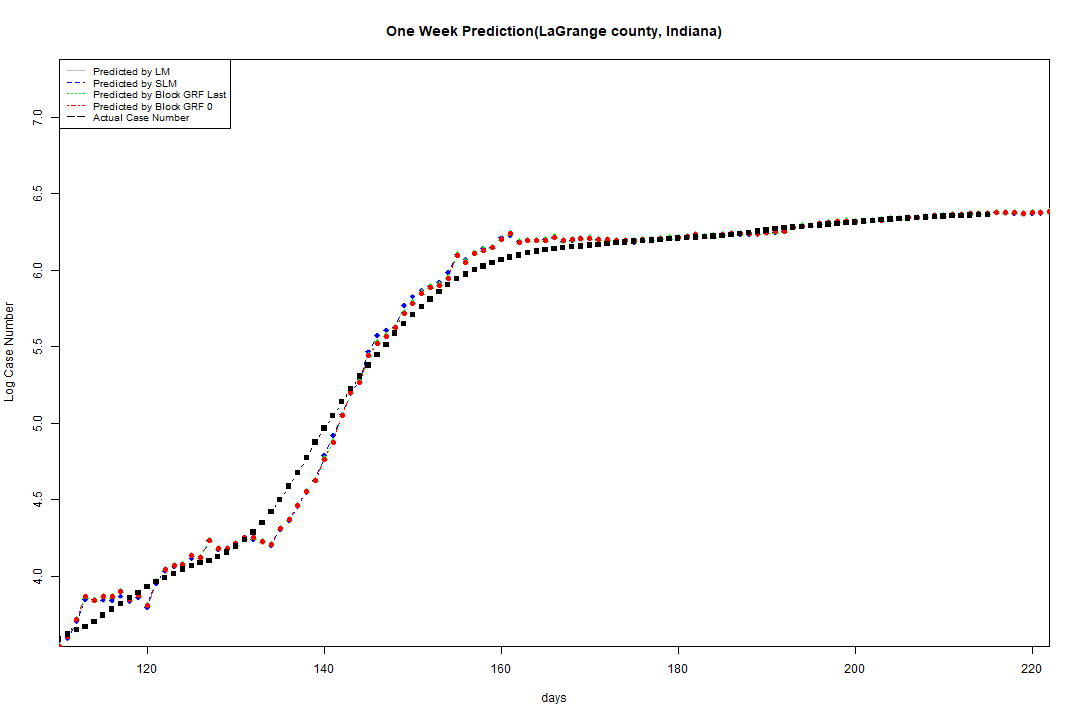 One Week Prediction(LaGrange county, Indiana)
Predicted by LM
Predicted by SLM
Predicted by Block GRF Last
Predicted by Block GRF 0
Actual Case Number
7.0
6.5
6.0
5.5
5.0
4.5
4.0
Log Case Number
120 140 160 180 200 220
days